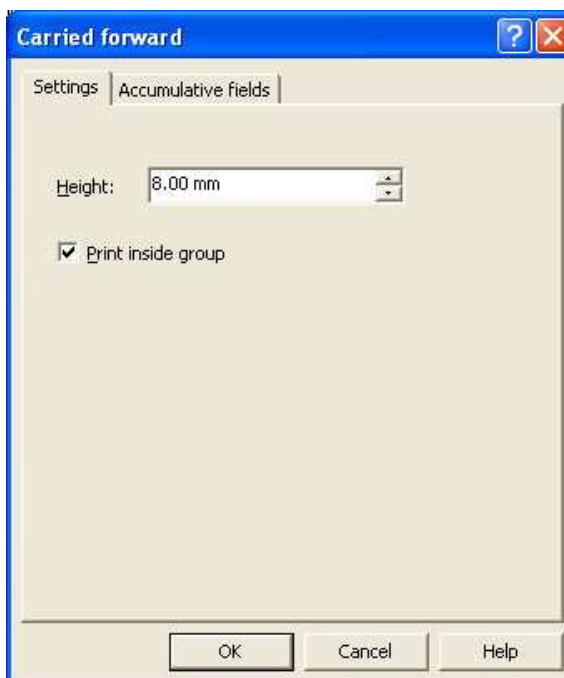 Carried forward
Settings Accumulative fields
Height: 8.00 mm
Print inside group
OK Cancel Help